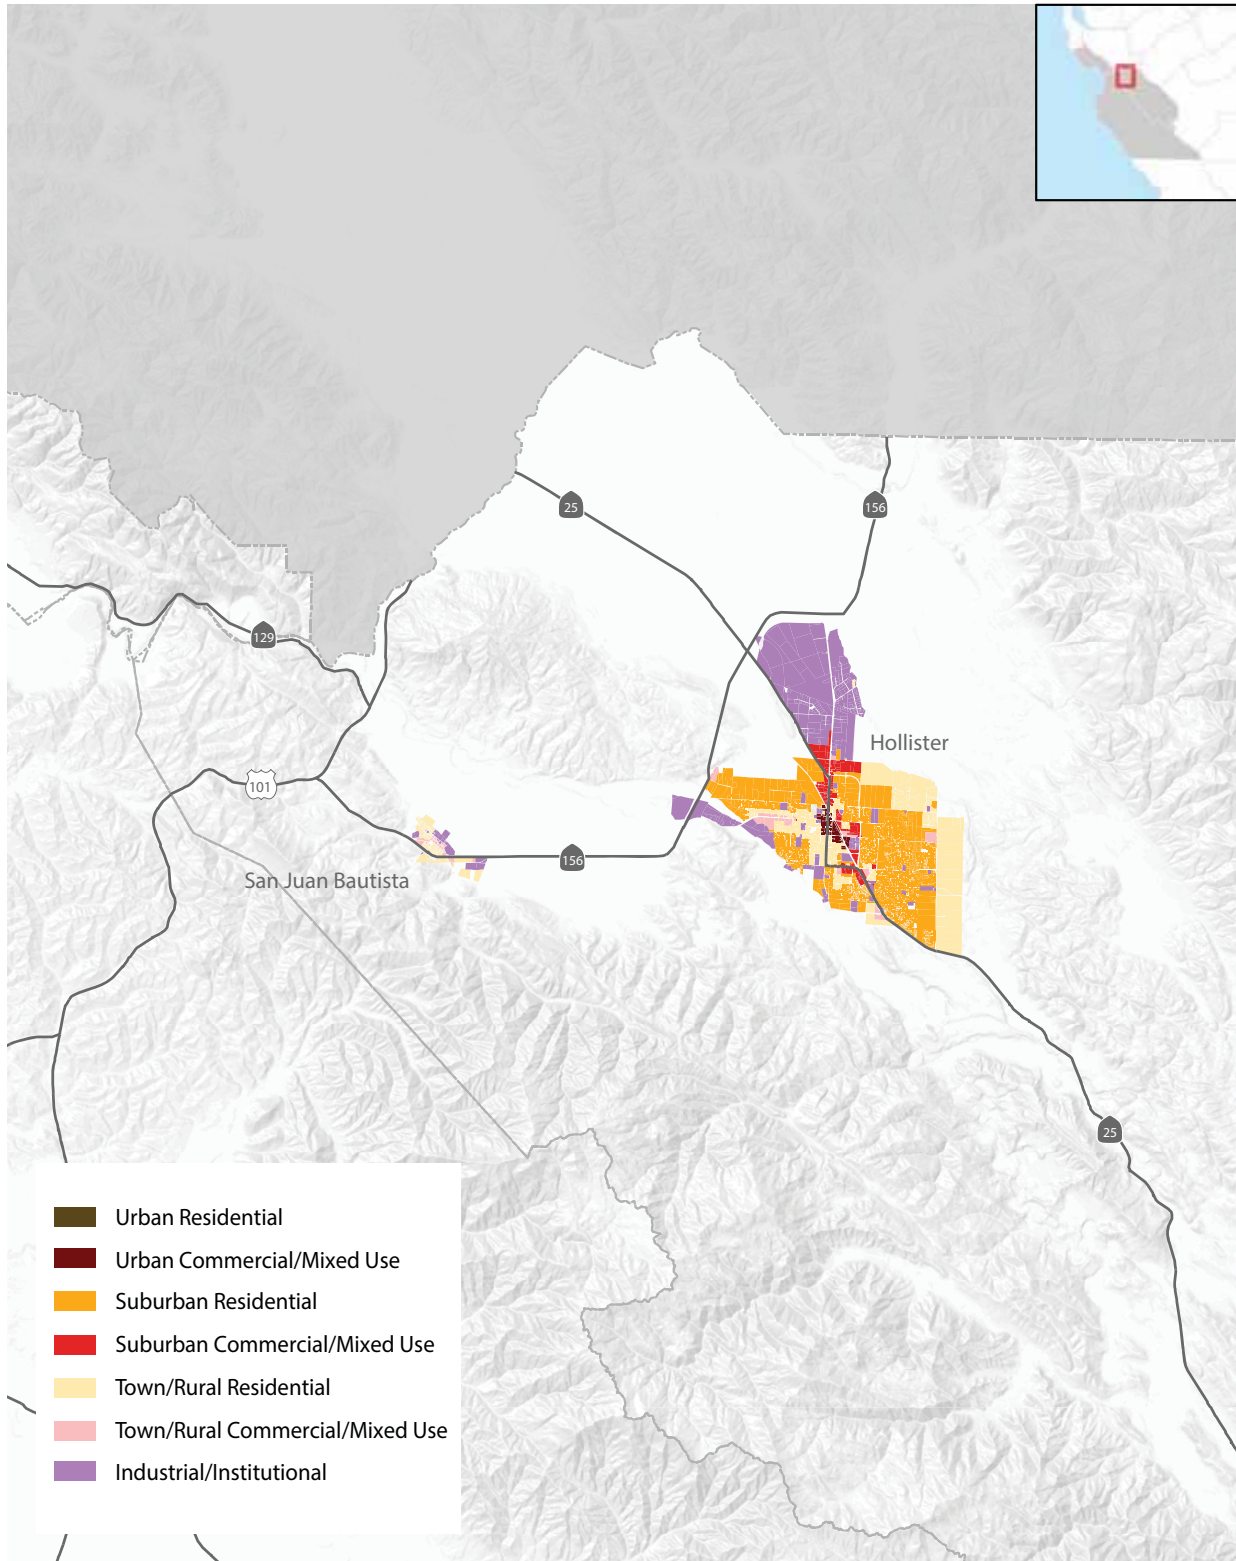 25
156
129
Hollister
101
156
San Juan Bautista
25
Urban Residential
Urban Commercial/Mixed Use
Suburban Residential
Suburban Commercial/Mixed Use
Town/Rural Residential
Town/Rural Commercial/Mixed Use
Industrial/Institutional